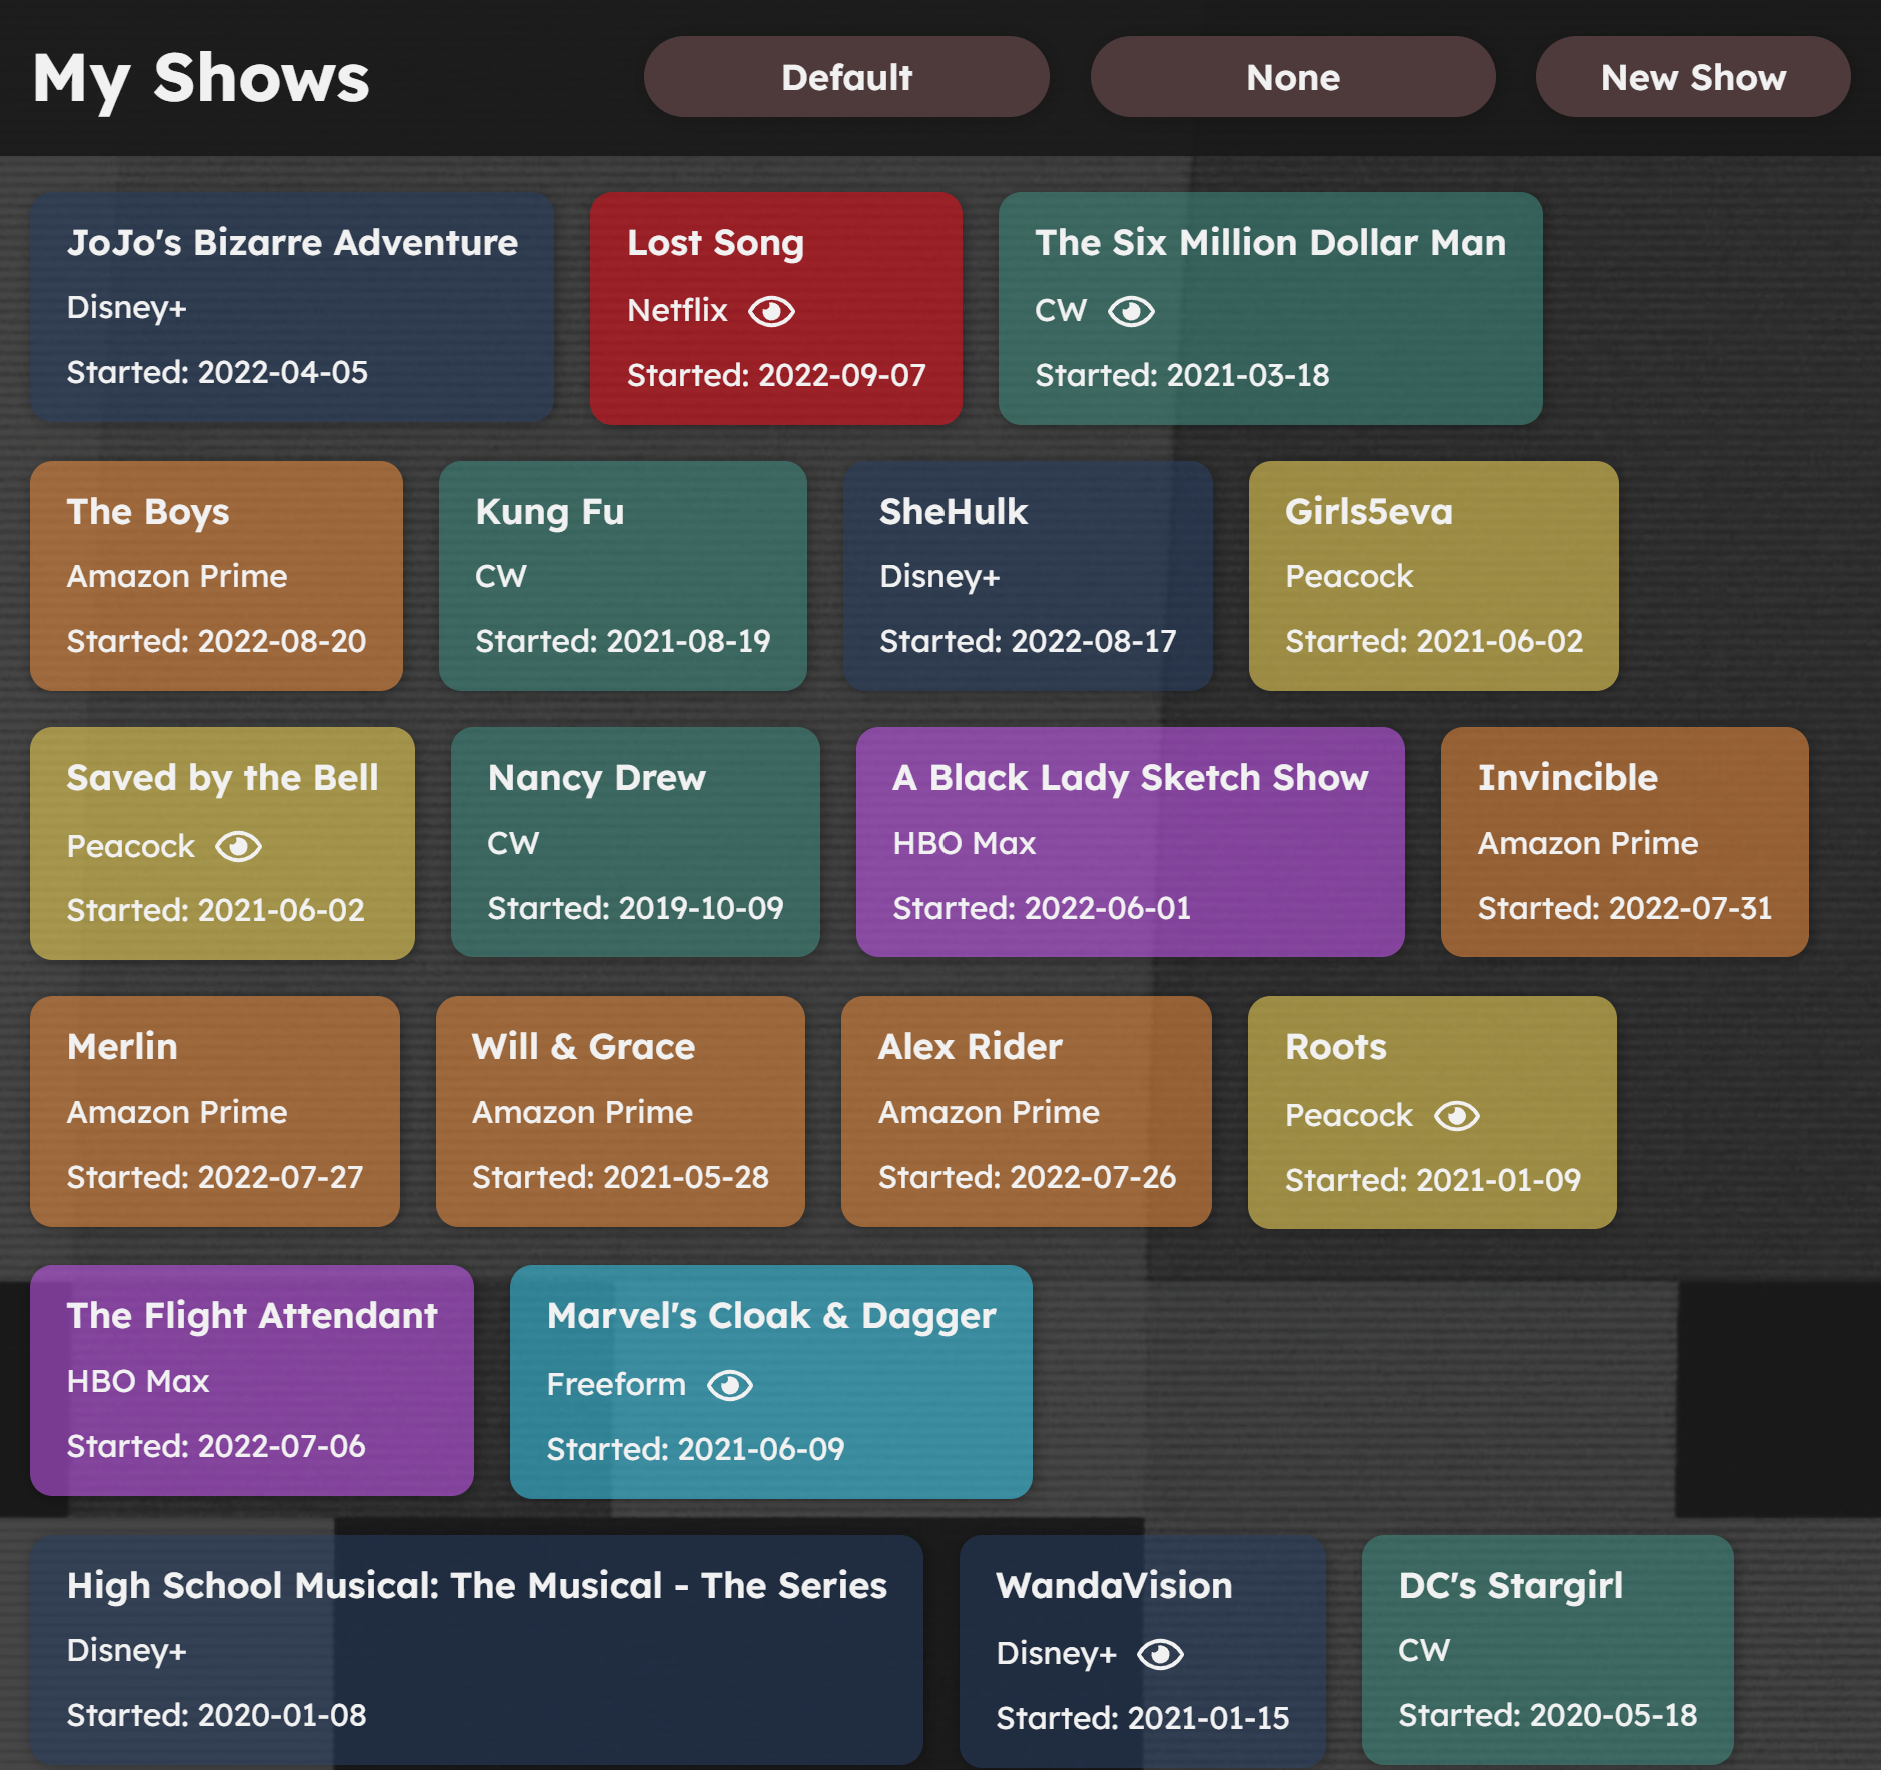 My Shows
Default
None
New Show
JoJo's Bizarre Adventure
Disney+
Started: 2022-04-05
Lost Song
Netflix
Started: 2022-09-07
The Six Million Dollar Man
CW
Started: 2021-03-18
The Boys
Amazon Prime
Started: 2022-08-20
Kung Fu
CW
Started: 2021-08-19
SheHulk
Disney+
Started: 2022-08-17
Girls5eva
Peacock
Started: 2021-06-02
Saved by the Bell
Peacock
Started: 2021-06-02
Nancy Drew
CW
Started: 2019-10-09
A Black Lady Sketch Show
HBO Max
Started: 2022-06-01
Invincible
Amazon Prime
Started: 2022-07-31
Merlin
Amazon Prime
Started: 2022-07-27
Will & Grace
Amazon Prime
Started: 2021-05-28
Alex Rider
Amazon Prime
Started: 2022-07-26
Roots
Peacock
Started: 2021-01-09
The Flight Attendant
HBO Max
Started: 2022-07-06
Marvel's Cloak & Dagger
Freeform
Started: 2021-06-09
High School Musical: The Musical - The Series
Disney+
Started: 2020-01-08
WandaVision
Disney+
Started: 2021-01-15
DC's Stargirl
CW
Started: 2020-05-18